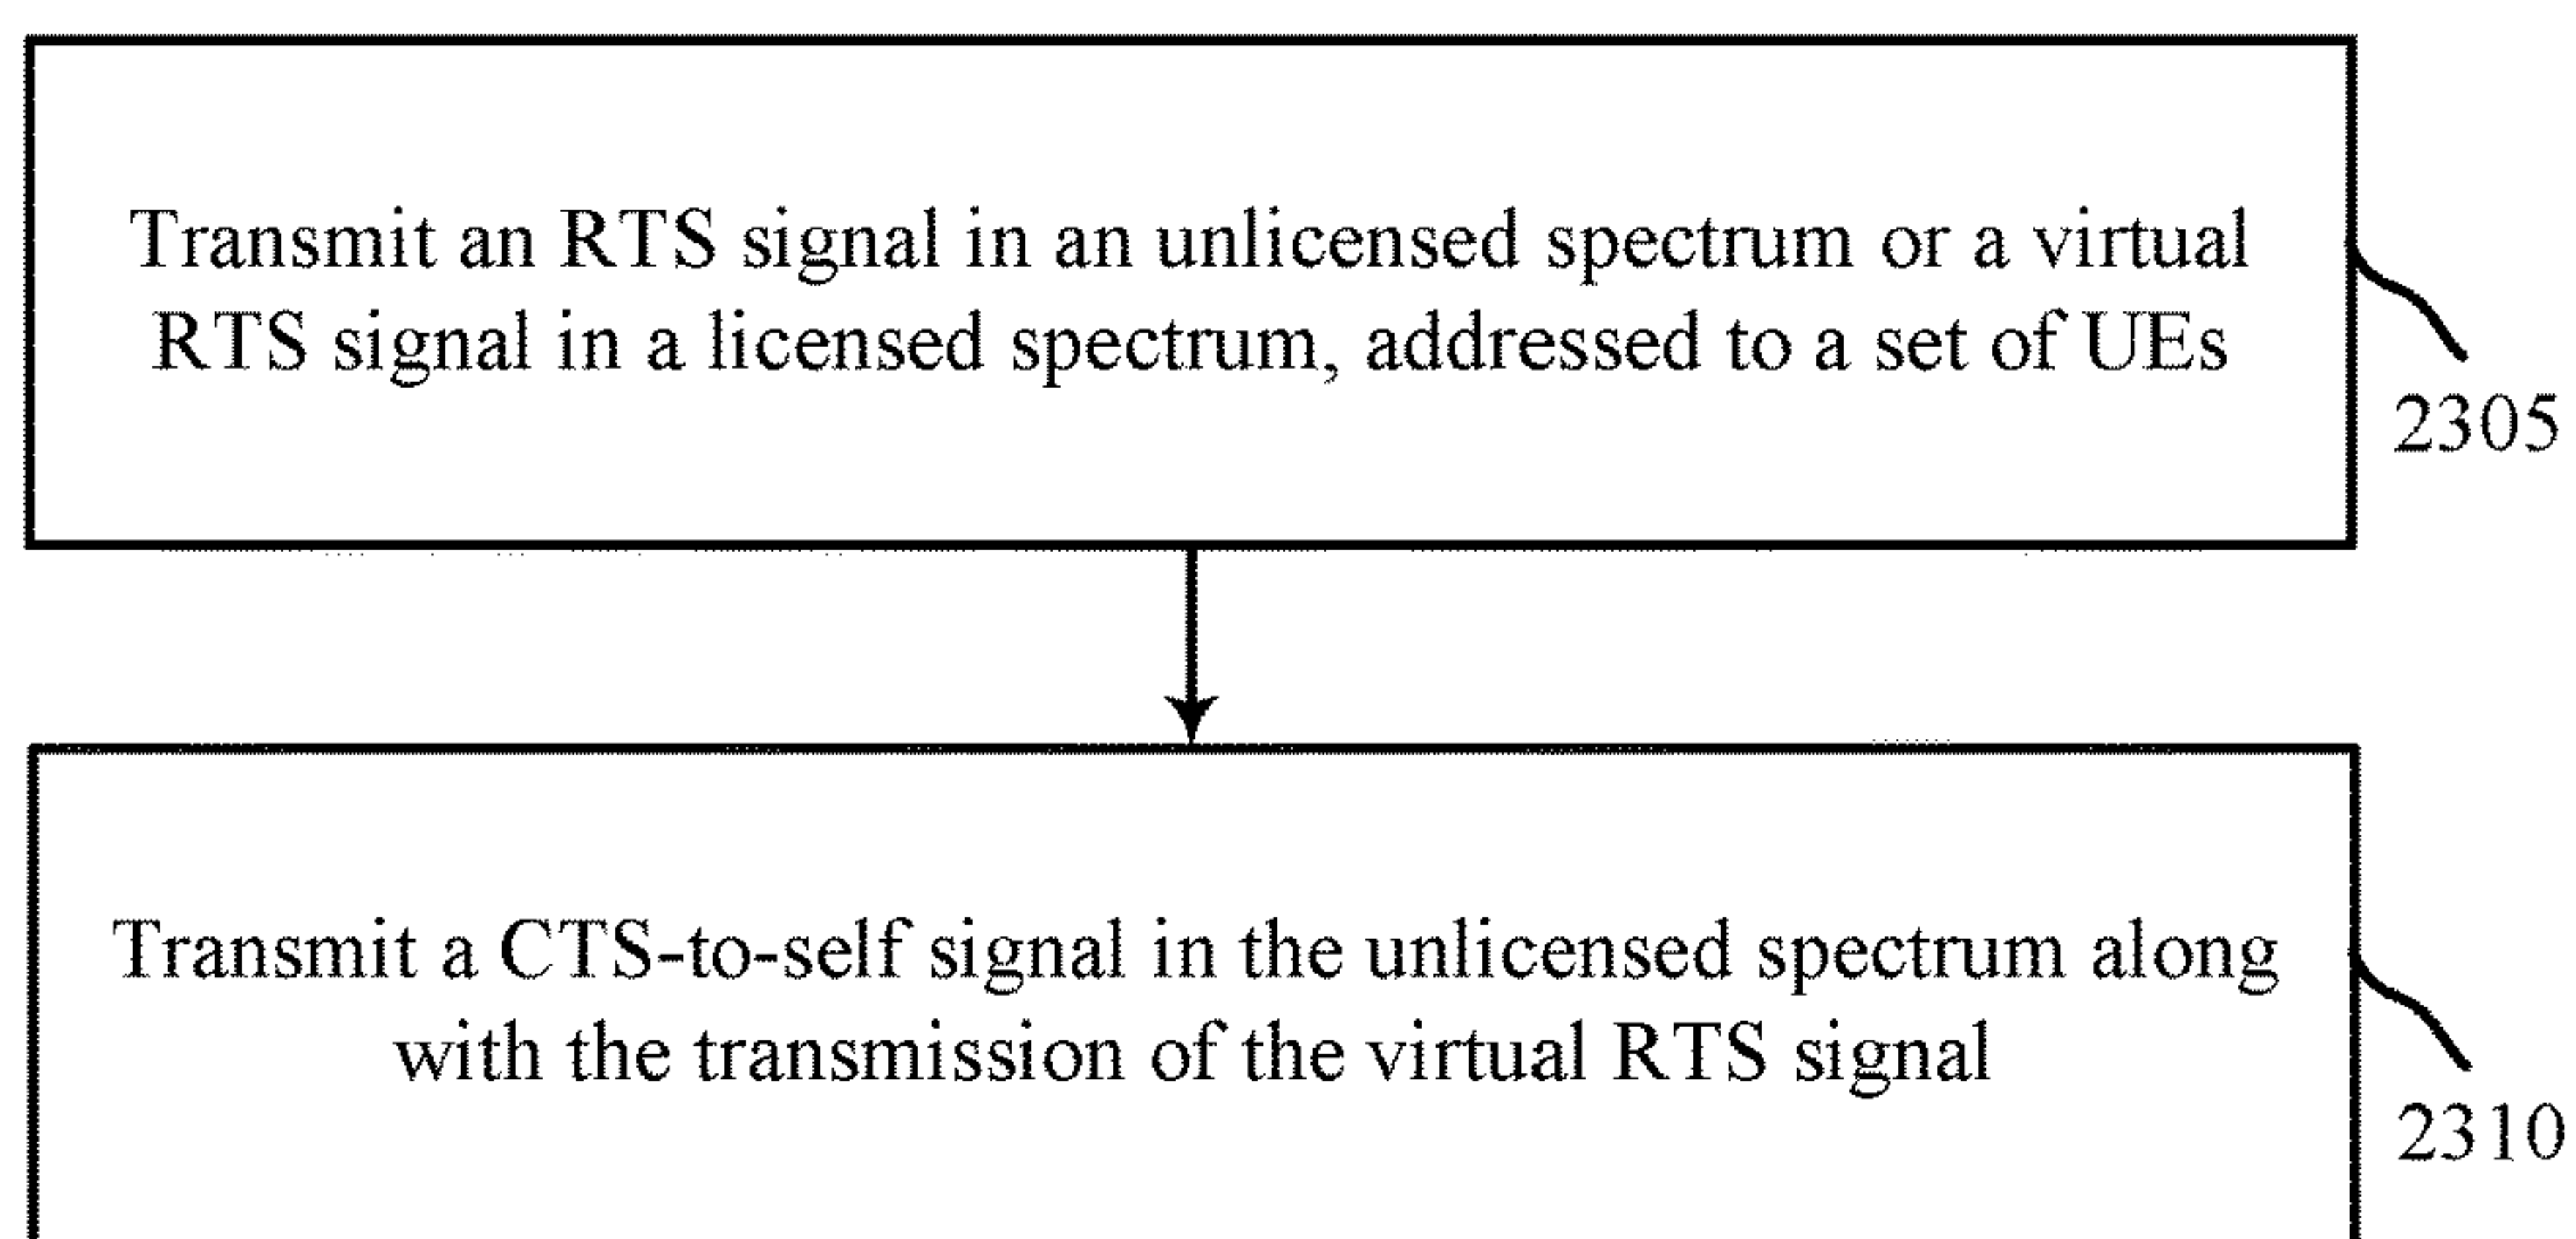 Transmit an RTS signal in an unlicensed spectrum or a virtual
RTS signal in a licensed spectrum, addressed to a set of UEs
2305
Transmit a CTS-to-self signal in the unlicensed spectrum along
with the transmission of the virtual RTS signal
2310